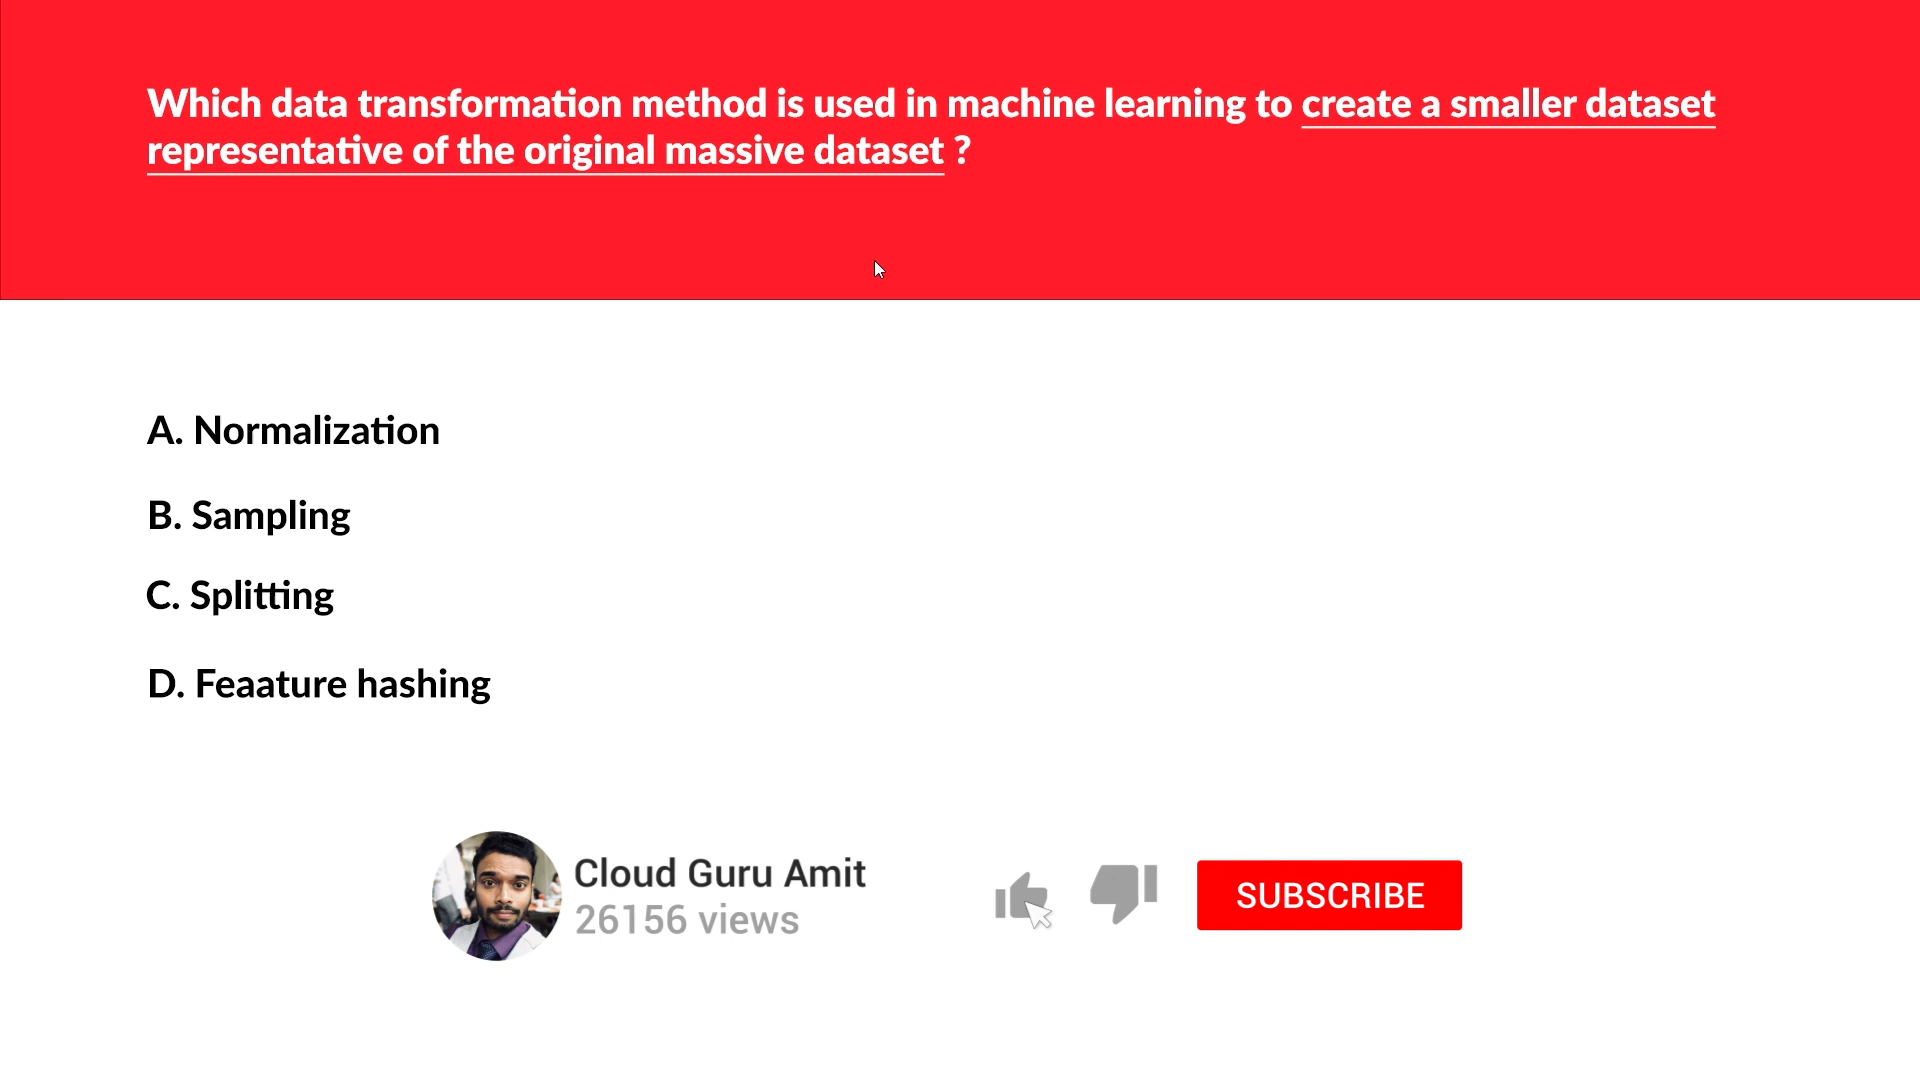 Which data transformation method is used in machine learning to create a smaller dataset
representative of the original massive dataset ?
A. Normalization
B. Sampling
C. Splitting
D. Feaature hashing
Cloud Guru Amit
26156 views
SUBSCRIBE